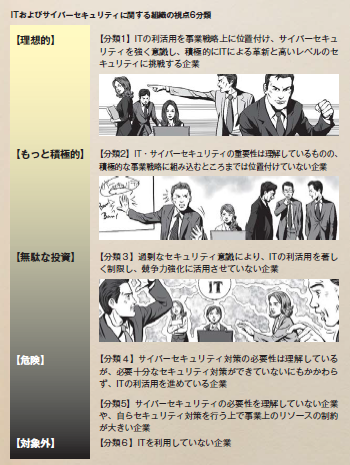 ITおよびサイバーセキュリティに関する組織の視点6分類
【理想的】
【分類1】ITの利活用を事業戦略上に位置付け、サイバーセキュ
リティを強く意識し、積極的にITによる革新と高いレベルのセ
キュリティに挑戦する企業
【もっと積極的】
【分類2】IT・サイバーセキュリティの重要性は理解しているものの、
積極的な事業戦略に組み込むところまでは位置付けていない企業
【無駄な投資】
【分類３】過剰なセキュリティ意識により、ITの利活用を著し
く制限し、競争力強化に活用させていない企業
IT
【危険】
【分類４】サイバーセキュリティ対策の必要性は理解している
が、必要十分なセキュリティ対策ができていないにもかかわら
ず、ITの利活用を進めている企業
【分類5】サイバーセキュリティの必要性を理解していない企業
や、自らセキュリティ対策を行う上で事業上のリソースの制約
が大きい企業
【対象外】
【分類６】ITを利用していない企業